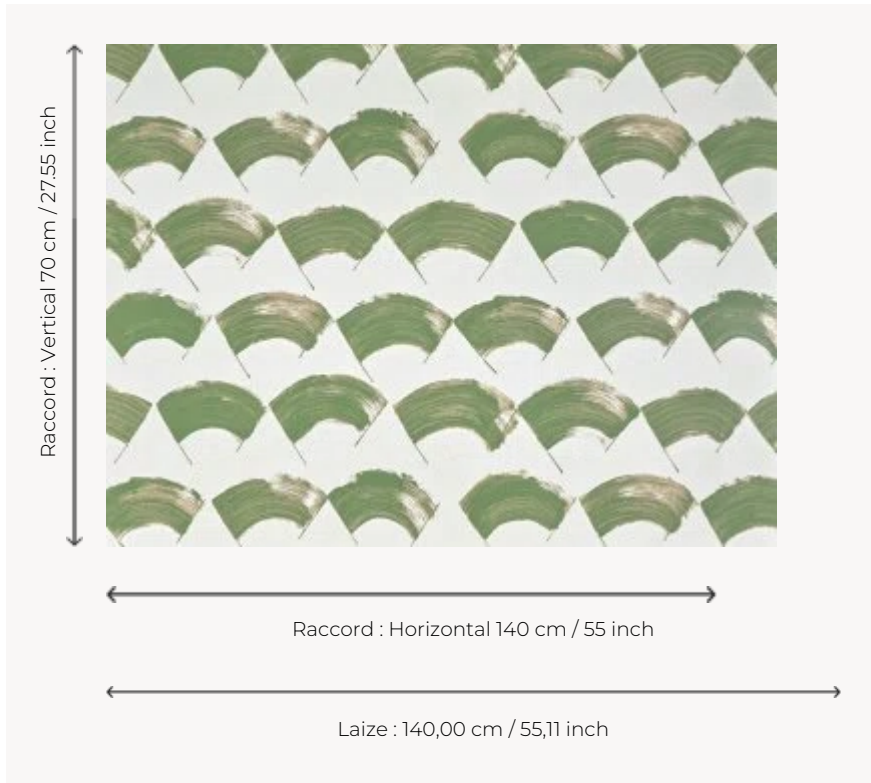 Raccord : Vertical 70 cm / 27.55 inch
Raccord : Horizontal 140 cm / 55 inch
Laize : 140,00 cm / 55,11 inch